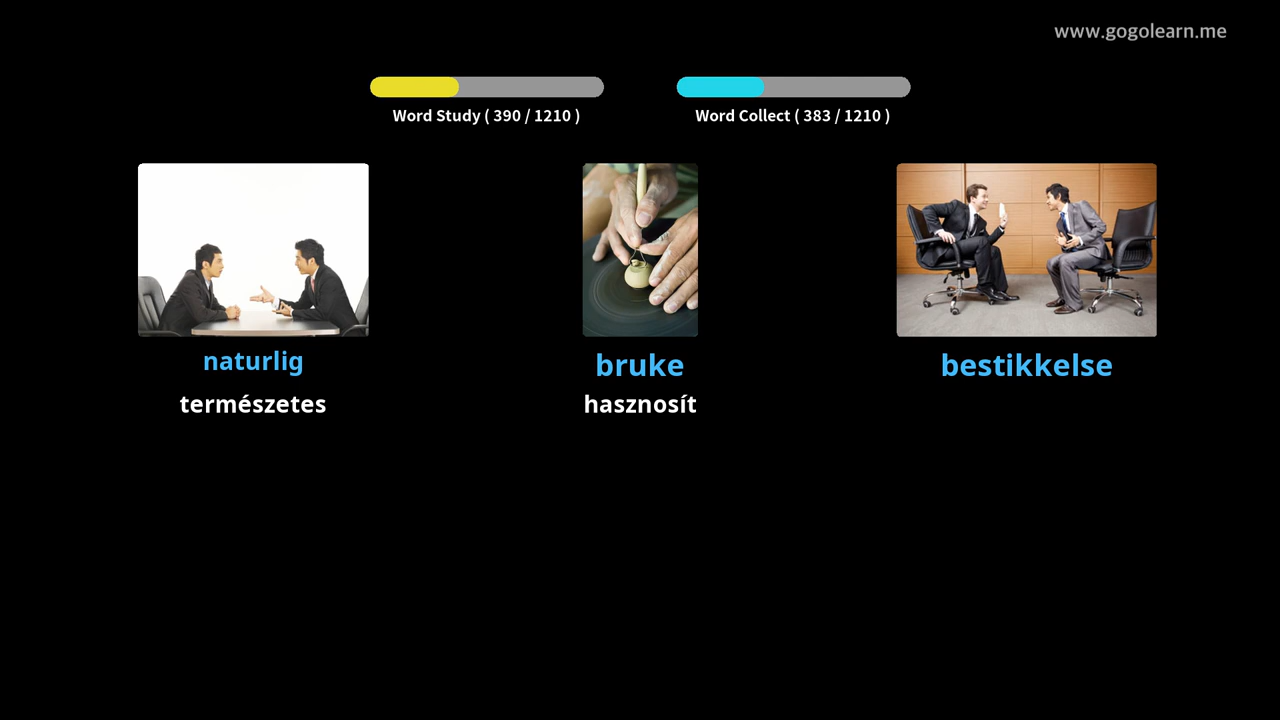 www.gogolearn.me
Word Study ( 390 / 1210 )
Word Collect ( 383 / 1210 )
naturlig
bruke
bestikkelse
természetes
hasznosít